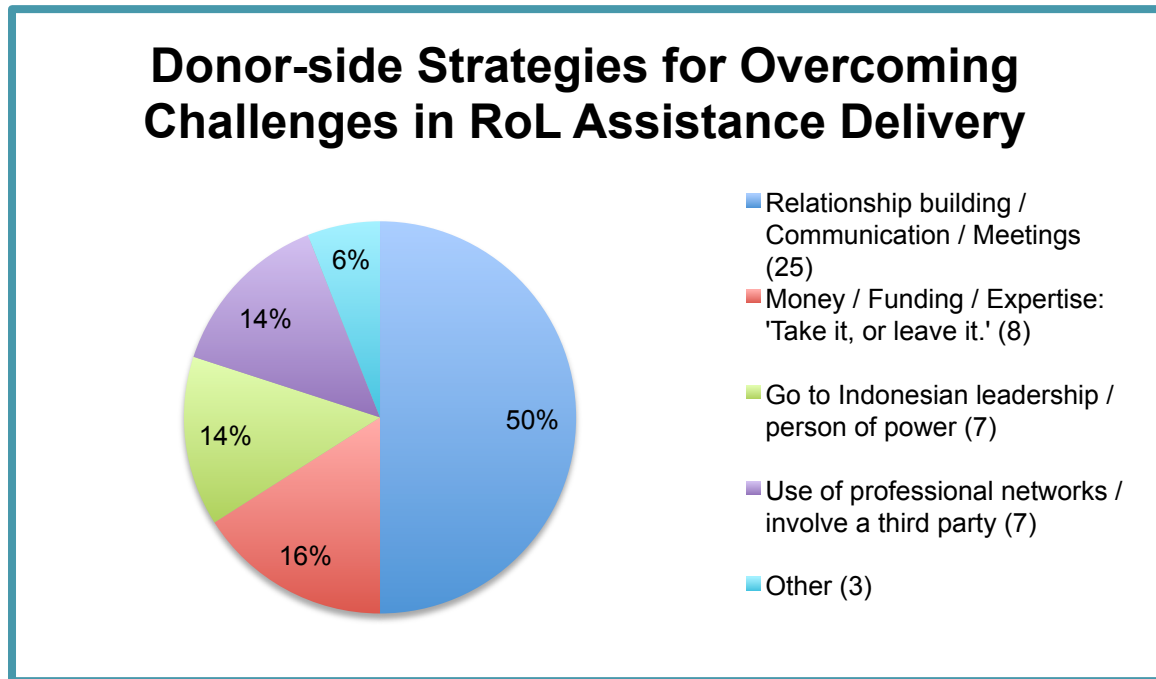 Donor-side Strategies for Overcoming
Challenges in RoL Assistance Delivery
6%
14%
14%
16%
50%
Relationship building /
Communication / Meetings
(25)
Money / Funding / Expertise:
'Take it, or leave it.' (8)
Go to Indonesian leadership /
person of power (7)
Use of professional networks /
involve a third party (7)
Other (3)